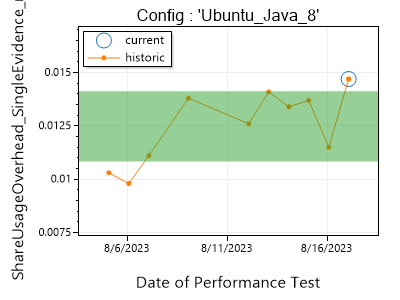 Config : 'Ubuntu_Java_8'
current
historic
ShareUsageOverhead_SingleEvidence_
0.015
0.0125
0.01
0.0075
8/6/2023
8/11/2023
8/16/2023
Date of Performance Test